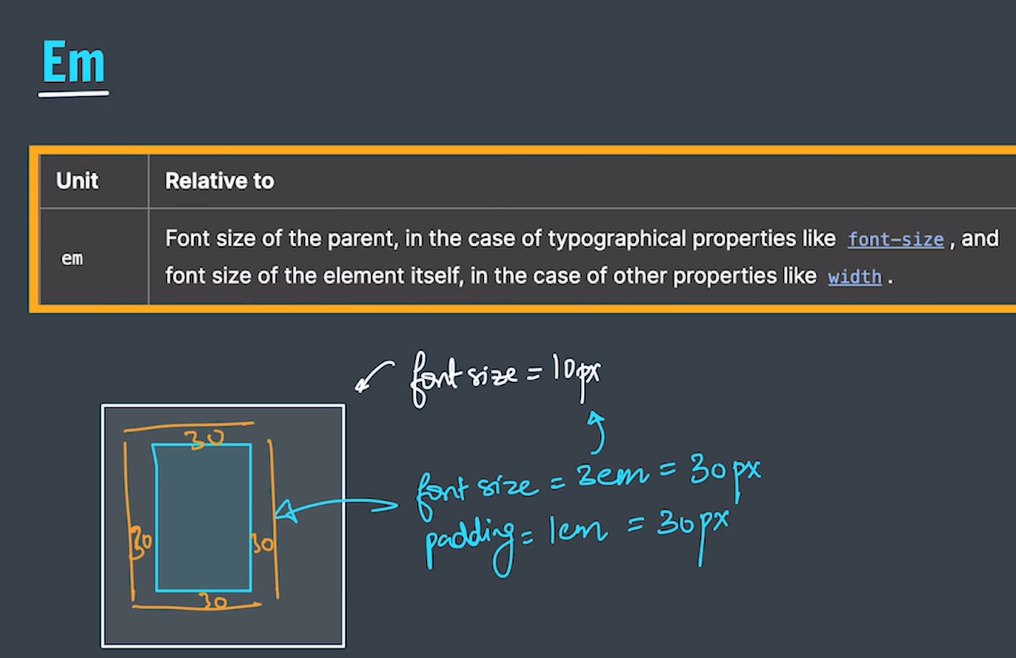 Em
Unit Relative to
em
Font size of the parent, in the case of typographical properties like font-size, and
font size of the element itself, in the case of other properties like width.
font size = 10px
font size = 3em = 30px
padding = 1em = 30px
30
30 30
30